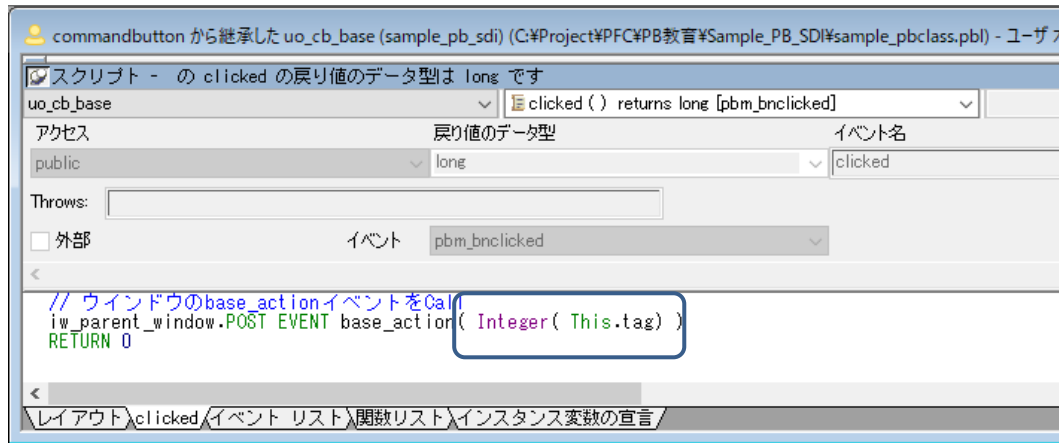 commandbutton から継承した uo_cb_base (sample_pb_sdi) (C:¥Project¥PFC¥PB教育¥Sample_PB_SDI¥sample_pbclass.pbl) - ユーザ オ
スクリプト - の clicked の戻り値のデータ型は long です
uo_cb_base clicked ( ) returns long [pbm_bnclicked]
アクセス 戻り値のデータ型 イベント名
public long clicked
Throws:
外部 イベント pbm_bnclicked
// ウインドウのbase_actionイベントをCall
iw_parent_window.POST EVENT base_action( Integer( This.tag) )
RETURN 0
レイアウト clicked イベント リスト 関数リスト インスタンス変数の宣言